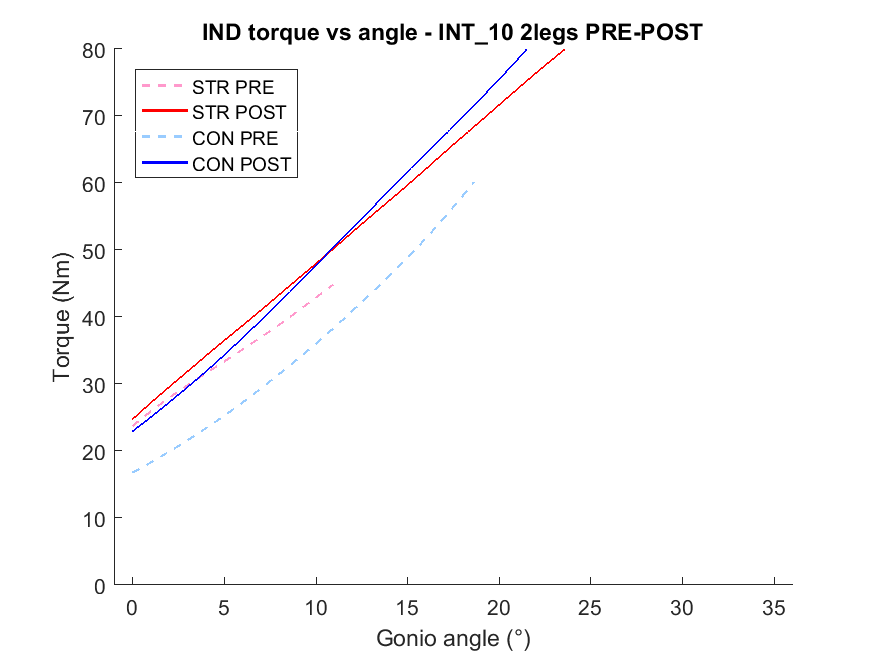 IND torque vs angle - INT_10 2legs PRE-POST
80
70
60
50
40
30
20
10
0
Torque (Nm)
STR PRE
STR POST
CON PRE
CON POST
0 5 10 15 20 25 30 35
Gonio angle (°)